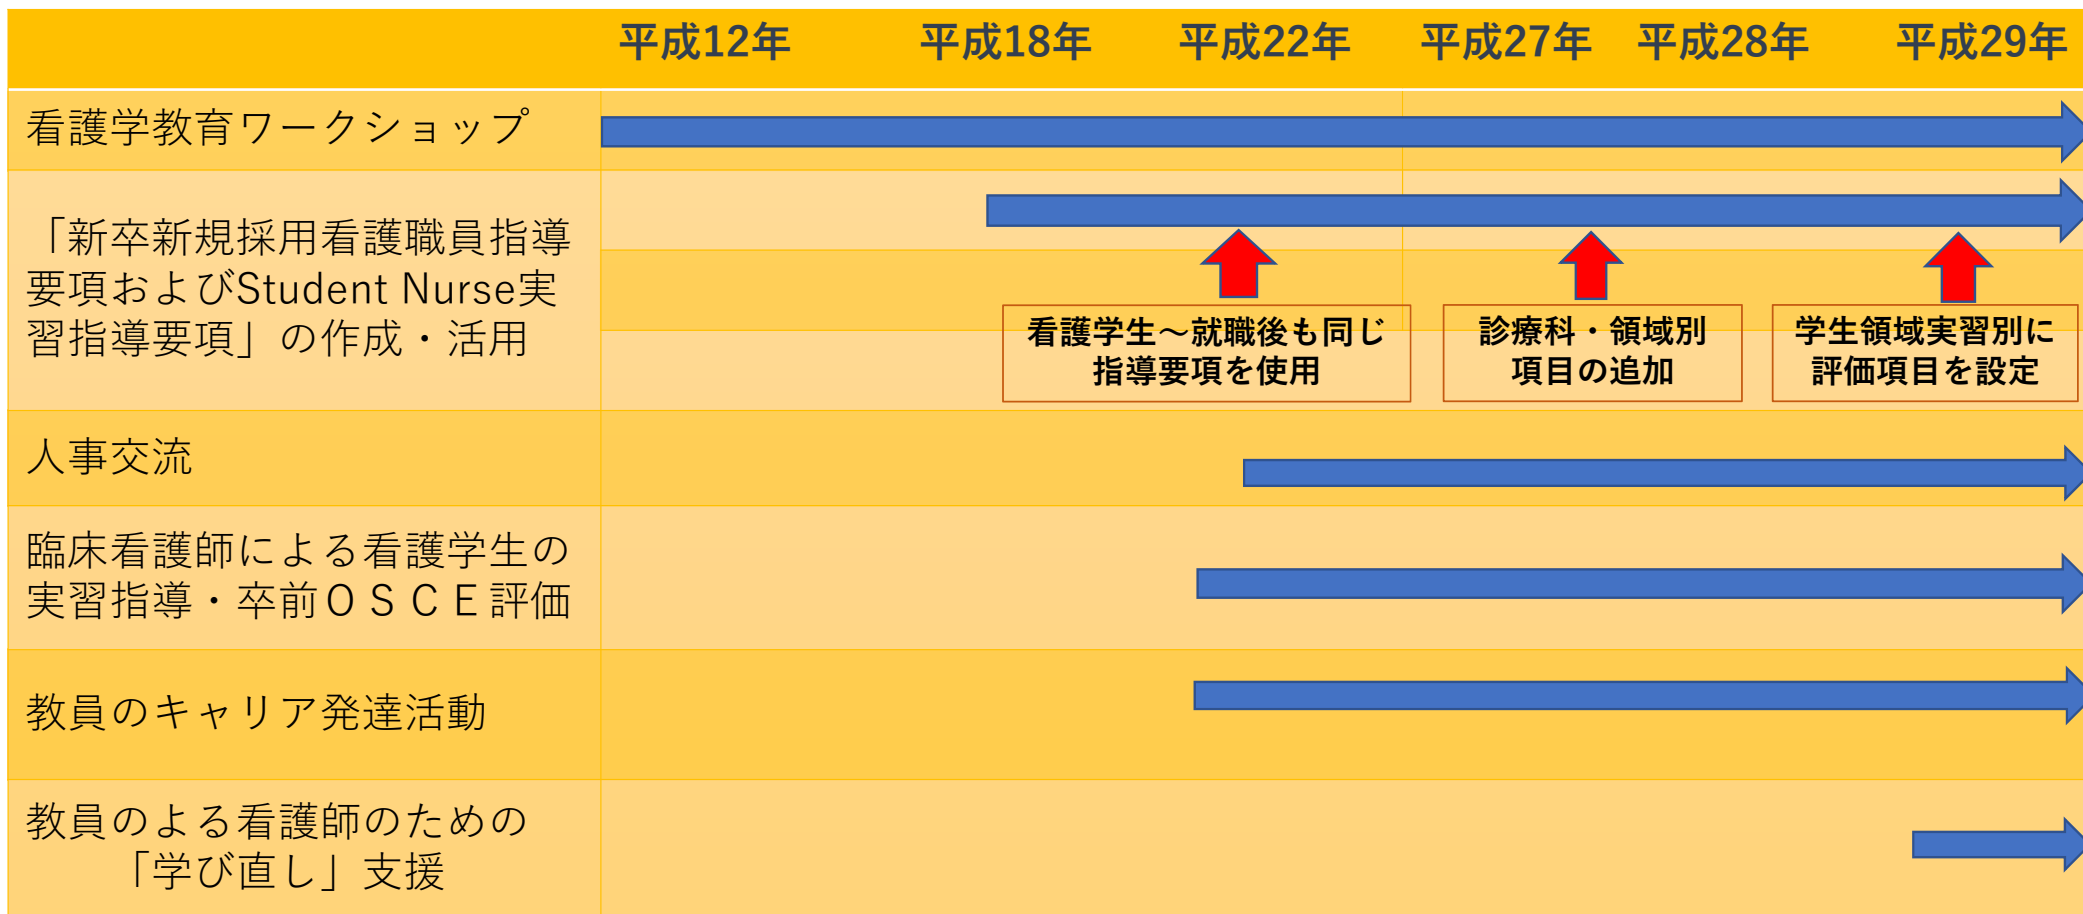 平成12年 平成18年 平成22年 平成27年 平成28年 平成29年
看護学教育ワークショップ
「新卒新規採用看護職員指導
要項およびStudent Nurse実
習指導要項」の作成・活用
看護学生～就職後も同じ
指導要項を使用
診療科・領域別
項目の追加
学生領域実習別に
評価項目を設定
人事交流
臨床看護師による看護学生の
実習指導・卒前ＯＳＣＥ評価
教員のキャリア発達活動
教員のよる看護師のための
「学び直し」支援